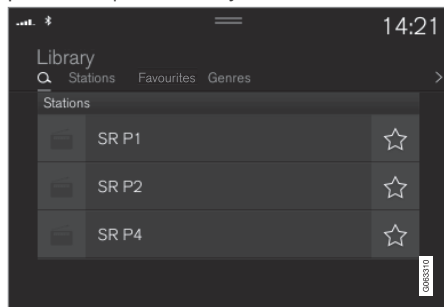 14:21
Library
Stations Favourites Genres
Stations
SR P1
SR P2
SR P4
G063310